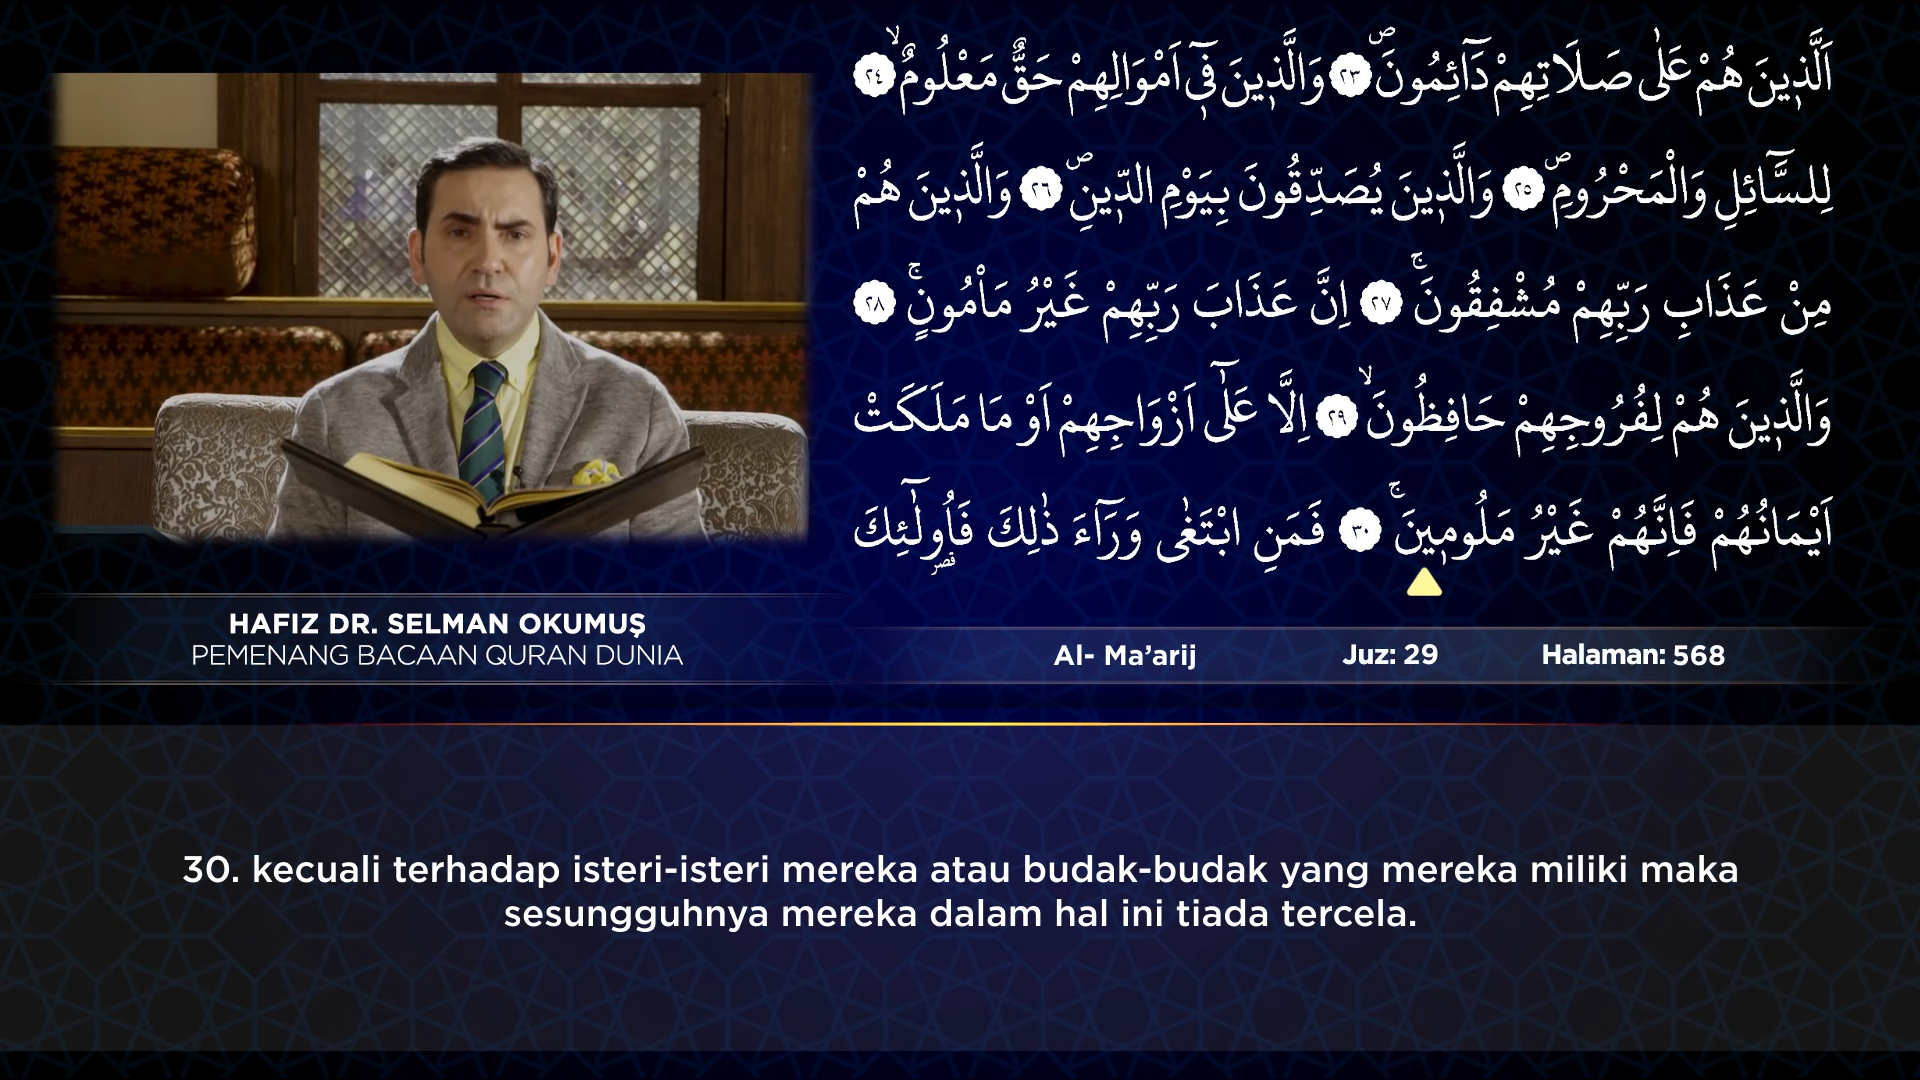 اَلَّذٖينَ هُمْ عَلٰى صَلَاتِهِمْ دَٓائِمُونَࣕ ﴿٢٣﴾ وَالَّذٖينَ فٖٓي اَمْوَالِهِمْ حَقٌّ مَعْلُومٌۙ ﴿٢٤﴾
لِلسَّٓائِلِ وَالْمَحْرُومِࣕ ﴿٢٥﴾ وَالَّذٖينَ يُصَدِّقُونَ بِيَوْمِ الدّٖينِࣕ ﴿٢٦﴾ وَالَّذٖينَ هُمْ
مِنْ عَذَابِ رَبِّهِمْ مُشْفِقُونَۚ ﴿٢٧﴾ اِنَّ عَذَابَ رَبِّهِمْ غَيْرُ مَأْمُونٍۚ ﴿٢٨﴾
وَالَّذٖينَ هُمْ لِفُرُوجِهِمْ حَافِظُونَۙ ﴿٢٩﴾ اِلَّا عَلٰٓى اَزْوَاجِهِمْ اَوْ مَا مَلَكَتْ
اَيْمَانُهُمْ فَاِنَّهُمْ غَيْرُ مَلُومٖينَۚ ﴿٣٠﴾ فَمَنِ ابْتَغٰى وَرَٓاءَ ذٰلِكَ فَاُو۬لٰٓئِكَ
قصر
HAFIZ DR. SELMAN OKUMUŞ
PEMENANG BACAAN QURAN DUNIA
Al- Ma’arij Juz: 29 Halaman: 568
30. kecuali terhadap isteri-isteri mereka atau budak-budak yang mereka miliki maka
sesungguhnya mereka dalam hal ini tiada tercela.